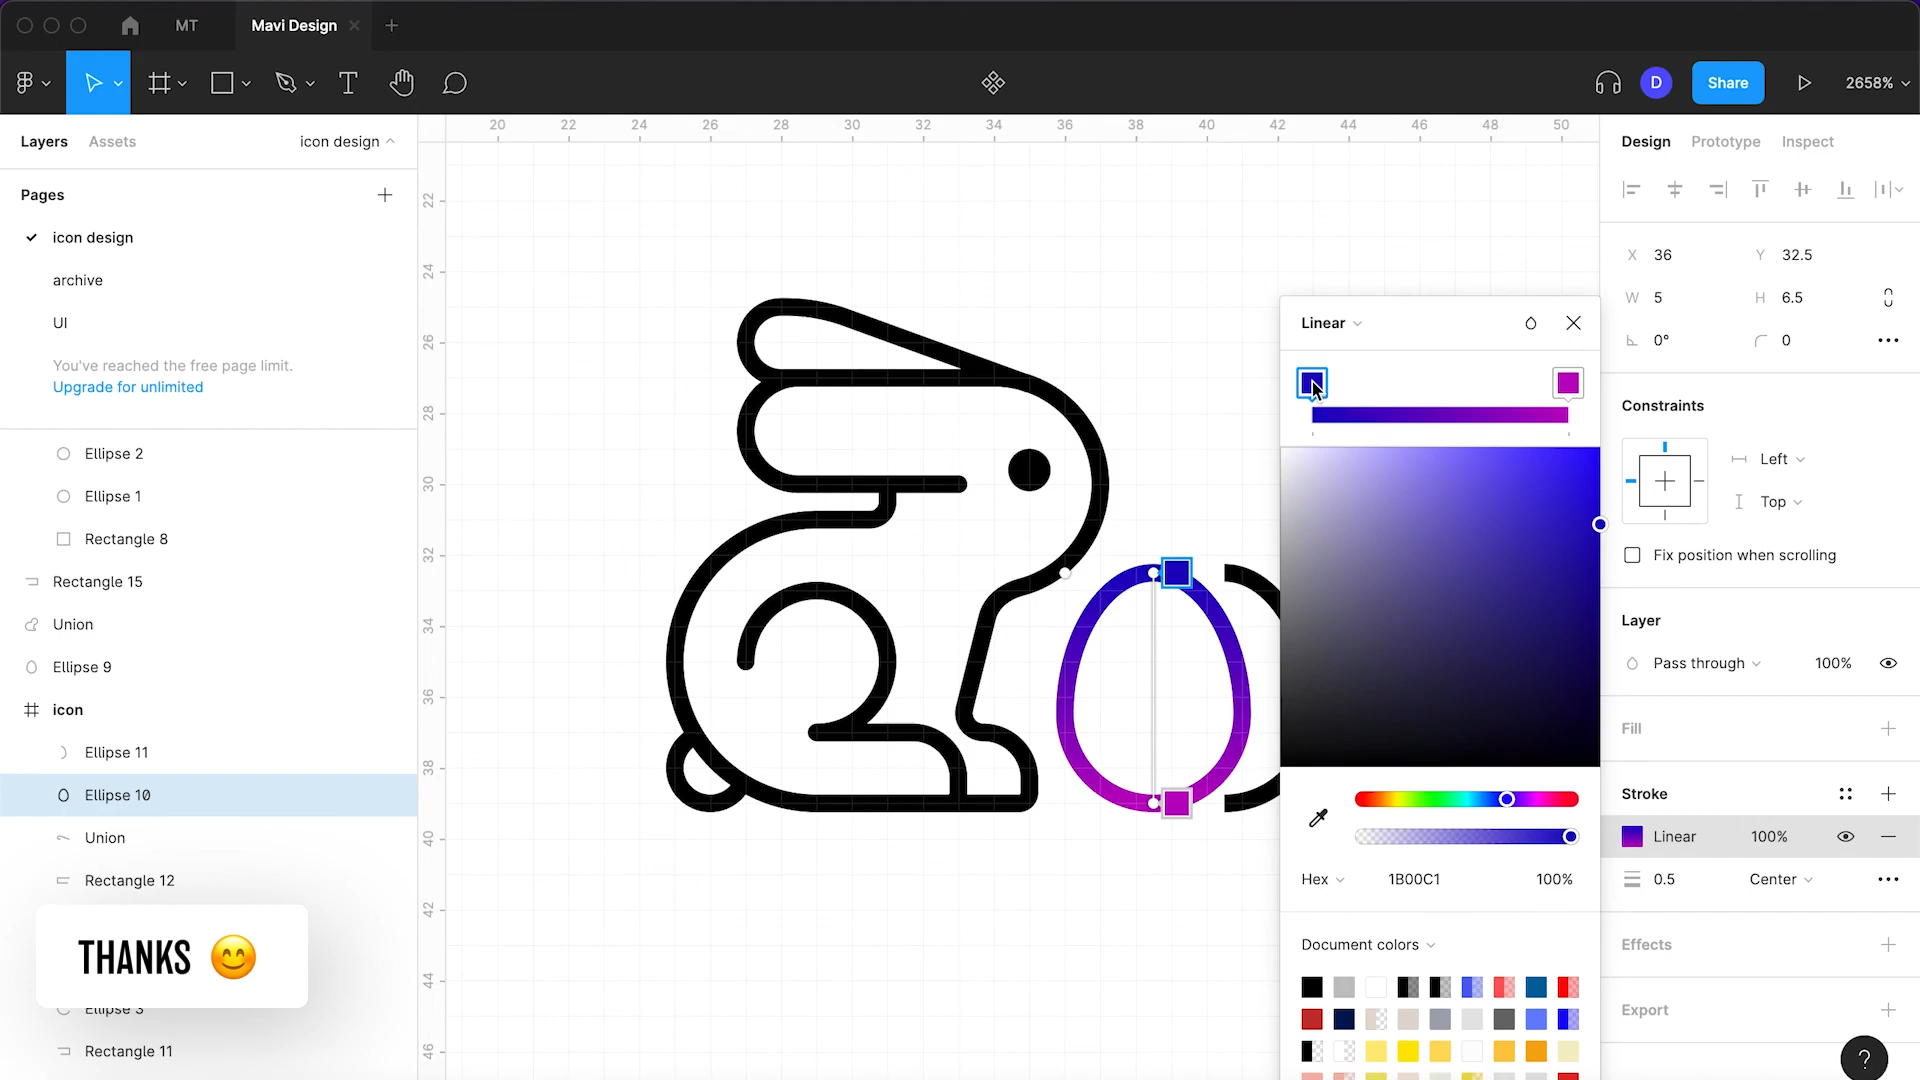 MT
Mavi Design
D
Share
2658%
Layers
Assets
icon design
Pages
icon design
archive
UI
You've reached the free page limit.
Upgrade for unlimited
Ellipse 2
Ellipse 1
Rectangle 8
Rectangle 15
Union
Ellipse 9
icon
Ellipse 11
Ellipse 10
Union
Rectangle 12
THANKS 😊
Ellipse 3
Rectangle 11
20 22 24 26 28 30 32 34 36 38 40 42 44 46 48 50
22
24
26
28
30
32
34
36
38
40
42
44
46
Linear
Hex 1B00C1 100%
Document colors
Design
Prototype
Inspect
X 36 Y 32.5
W 5 H 6.5
0° 0
Constraints
Left
Top
Fix position when scrolling
Layer
Pass through 100%
Fill
Stroke
Linear 100%
0.5 Center
Effects
Export
?